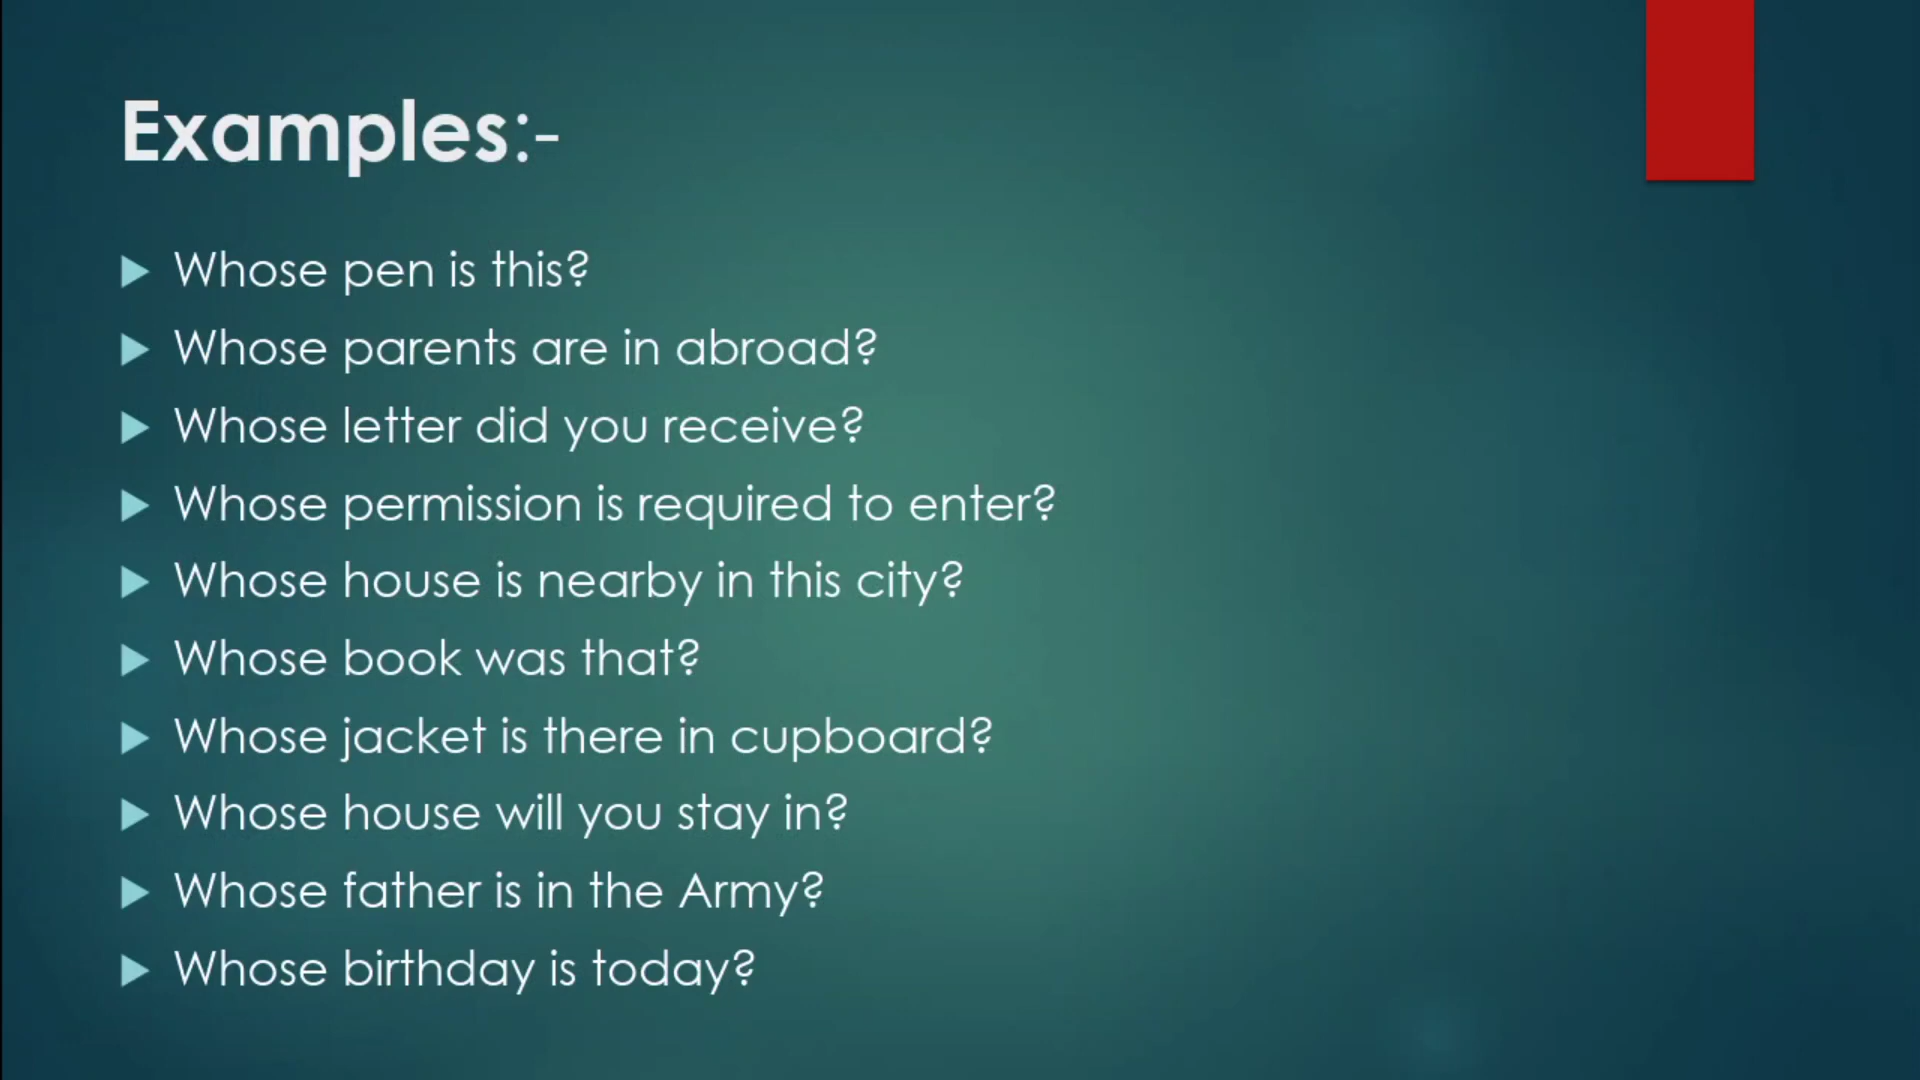 Examples:-
Whose pen is this?
Whose parents are in abroad?
Whose letter did you receive?
Whose permission is required to enter?
Whose house is nearby in this city?
Whose book was that?
Whose jacket is there in cupboard?
Whose house will you stay in?
Whose father is in the Army?
Whose birthday is today?